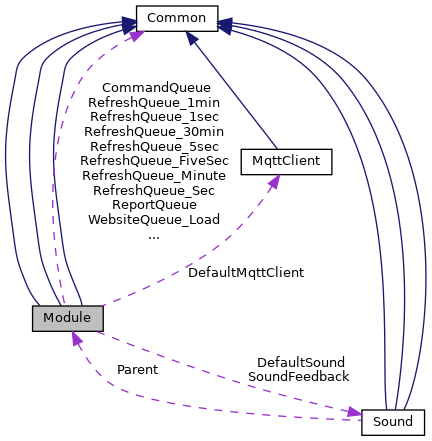 Common
CommandQueue
RefreshQueue_1min
RefreshQueue_1sec
RefreshQueue_30min
RefreshQueue_5sec
RefreshQueue_FiveSec
RefreshQueue_Minute
RefreshQueue_Sec
ReportQueue
WebsiteQueue_Load
...
MqttClient
DefaultMqttClient
Module
Parent
DefaultSound
SoundFeedback
Sound